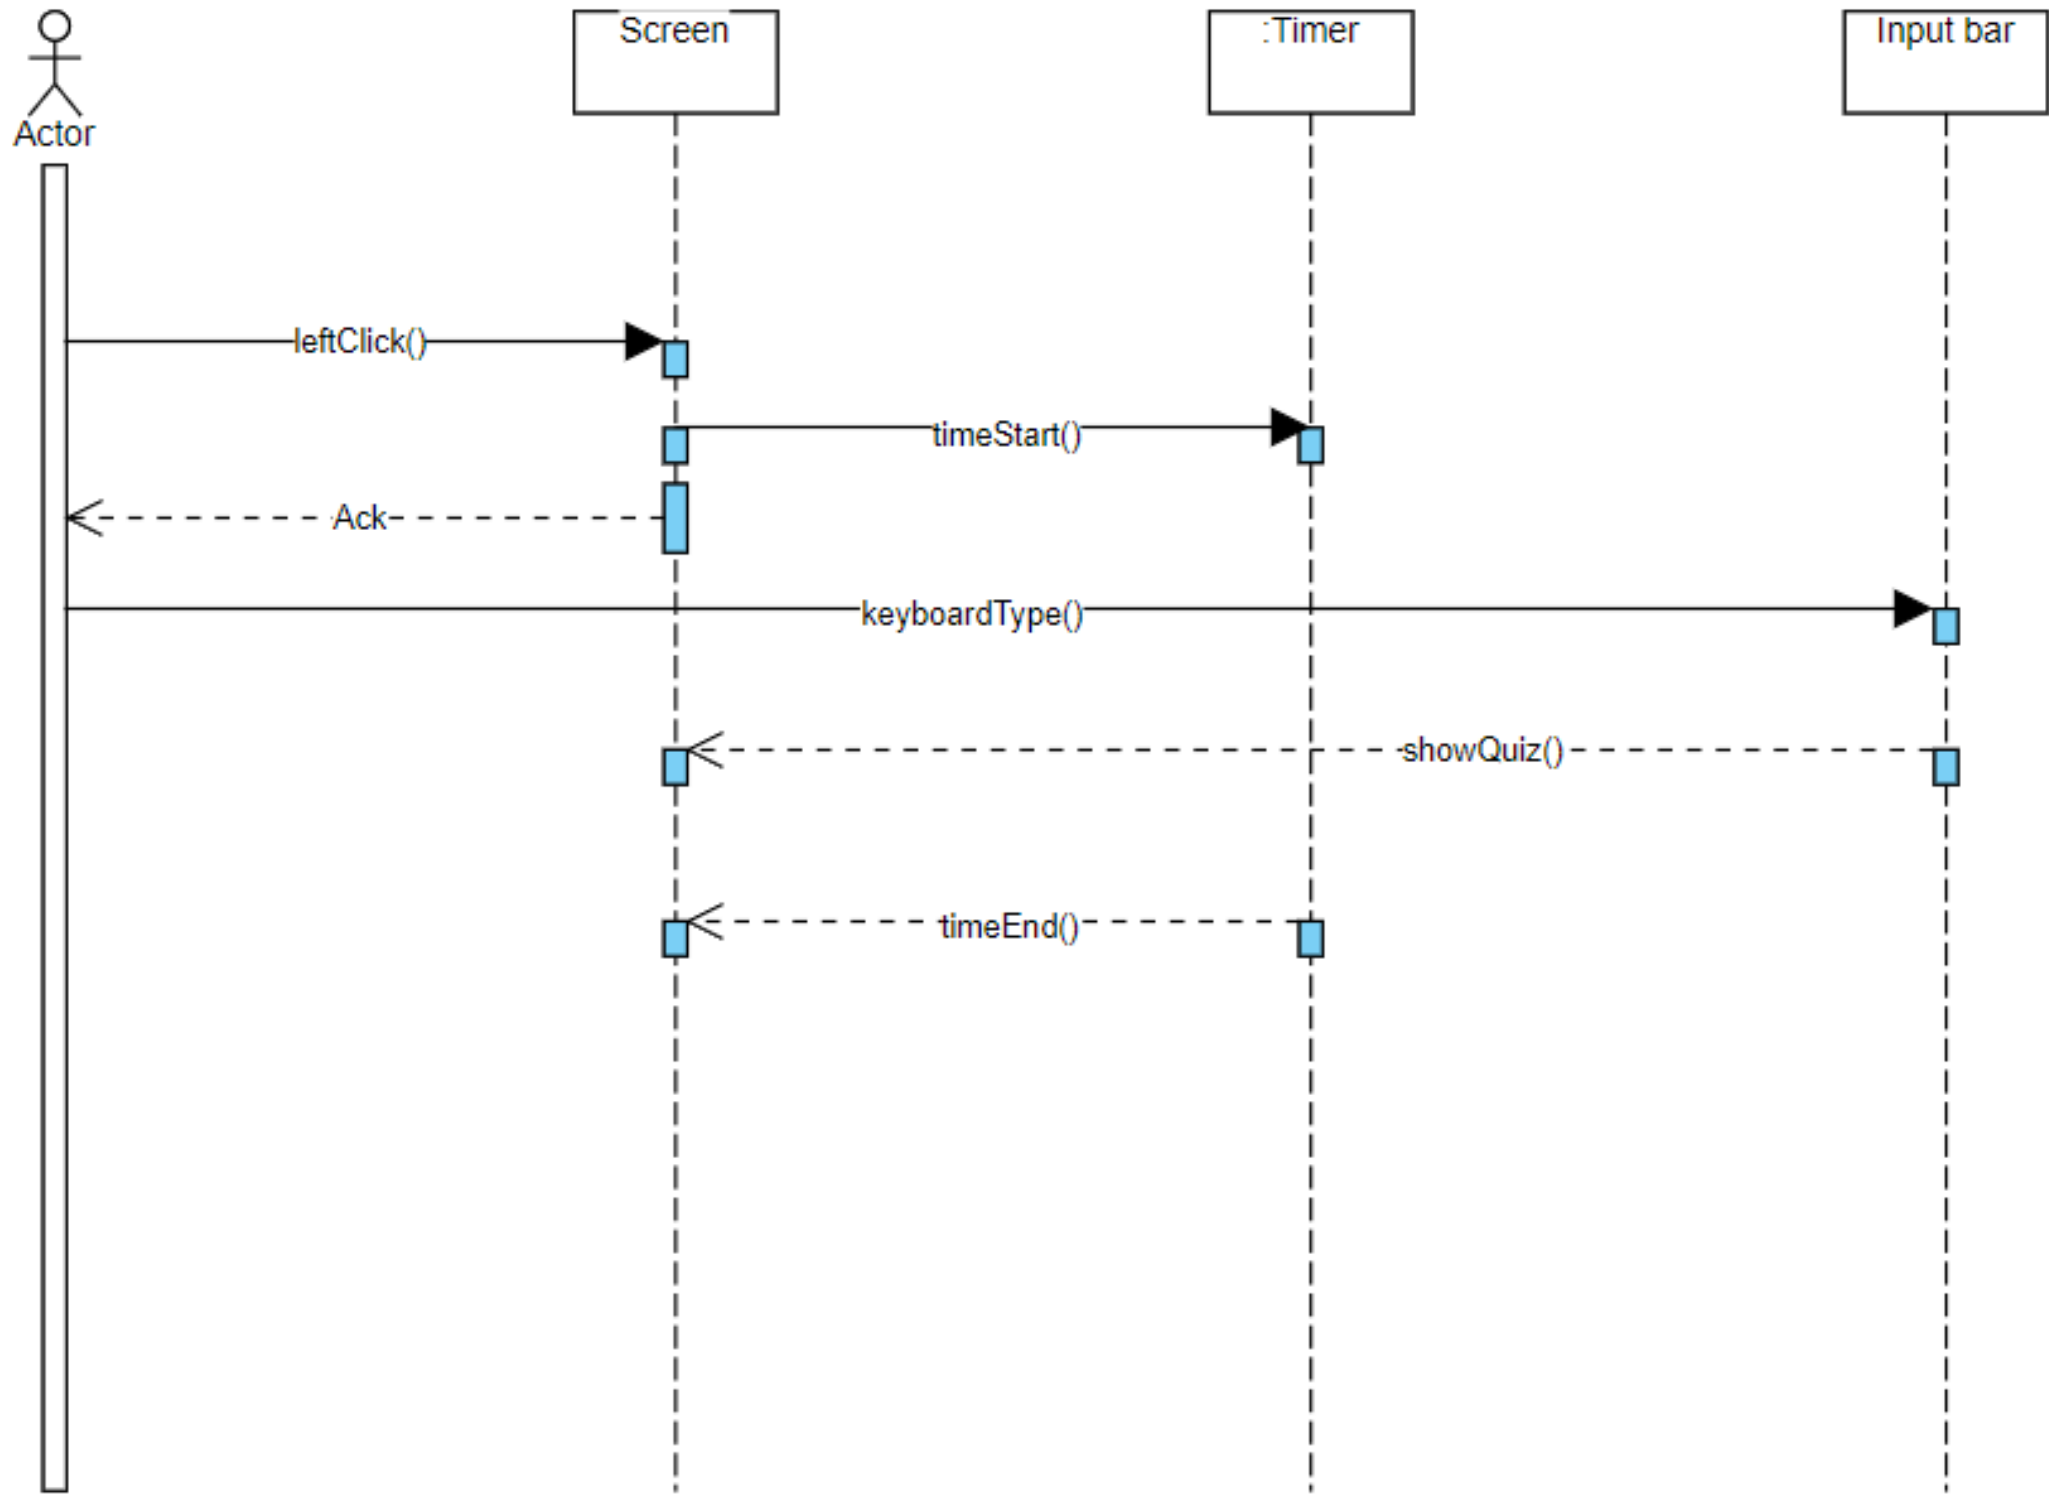 Screen
:Timer
Input bar
Actor
leftClick()
timeStart()
Ack
keyboardType()
showQuiz()
timeEnd()